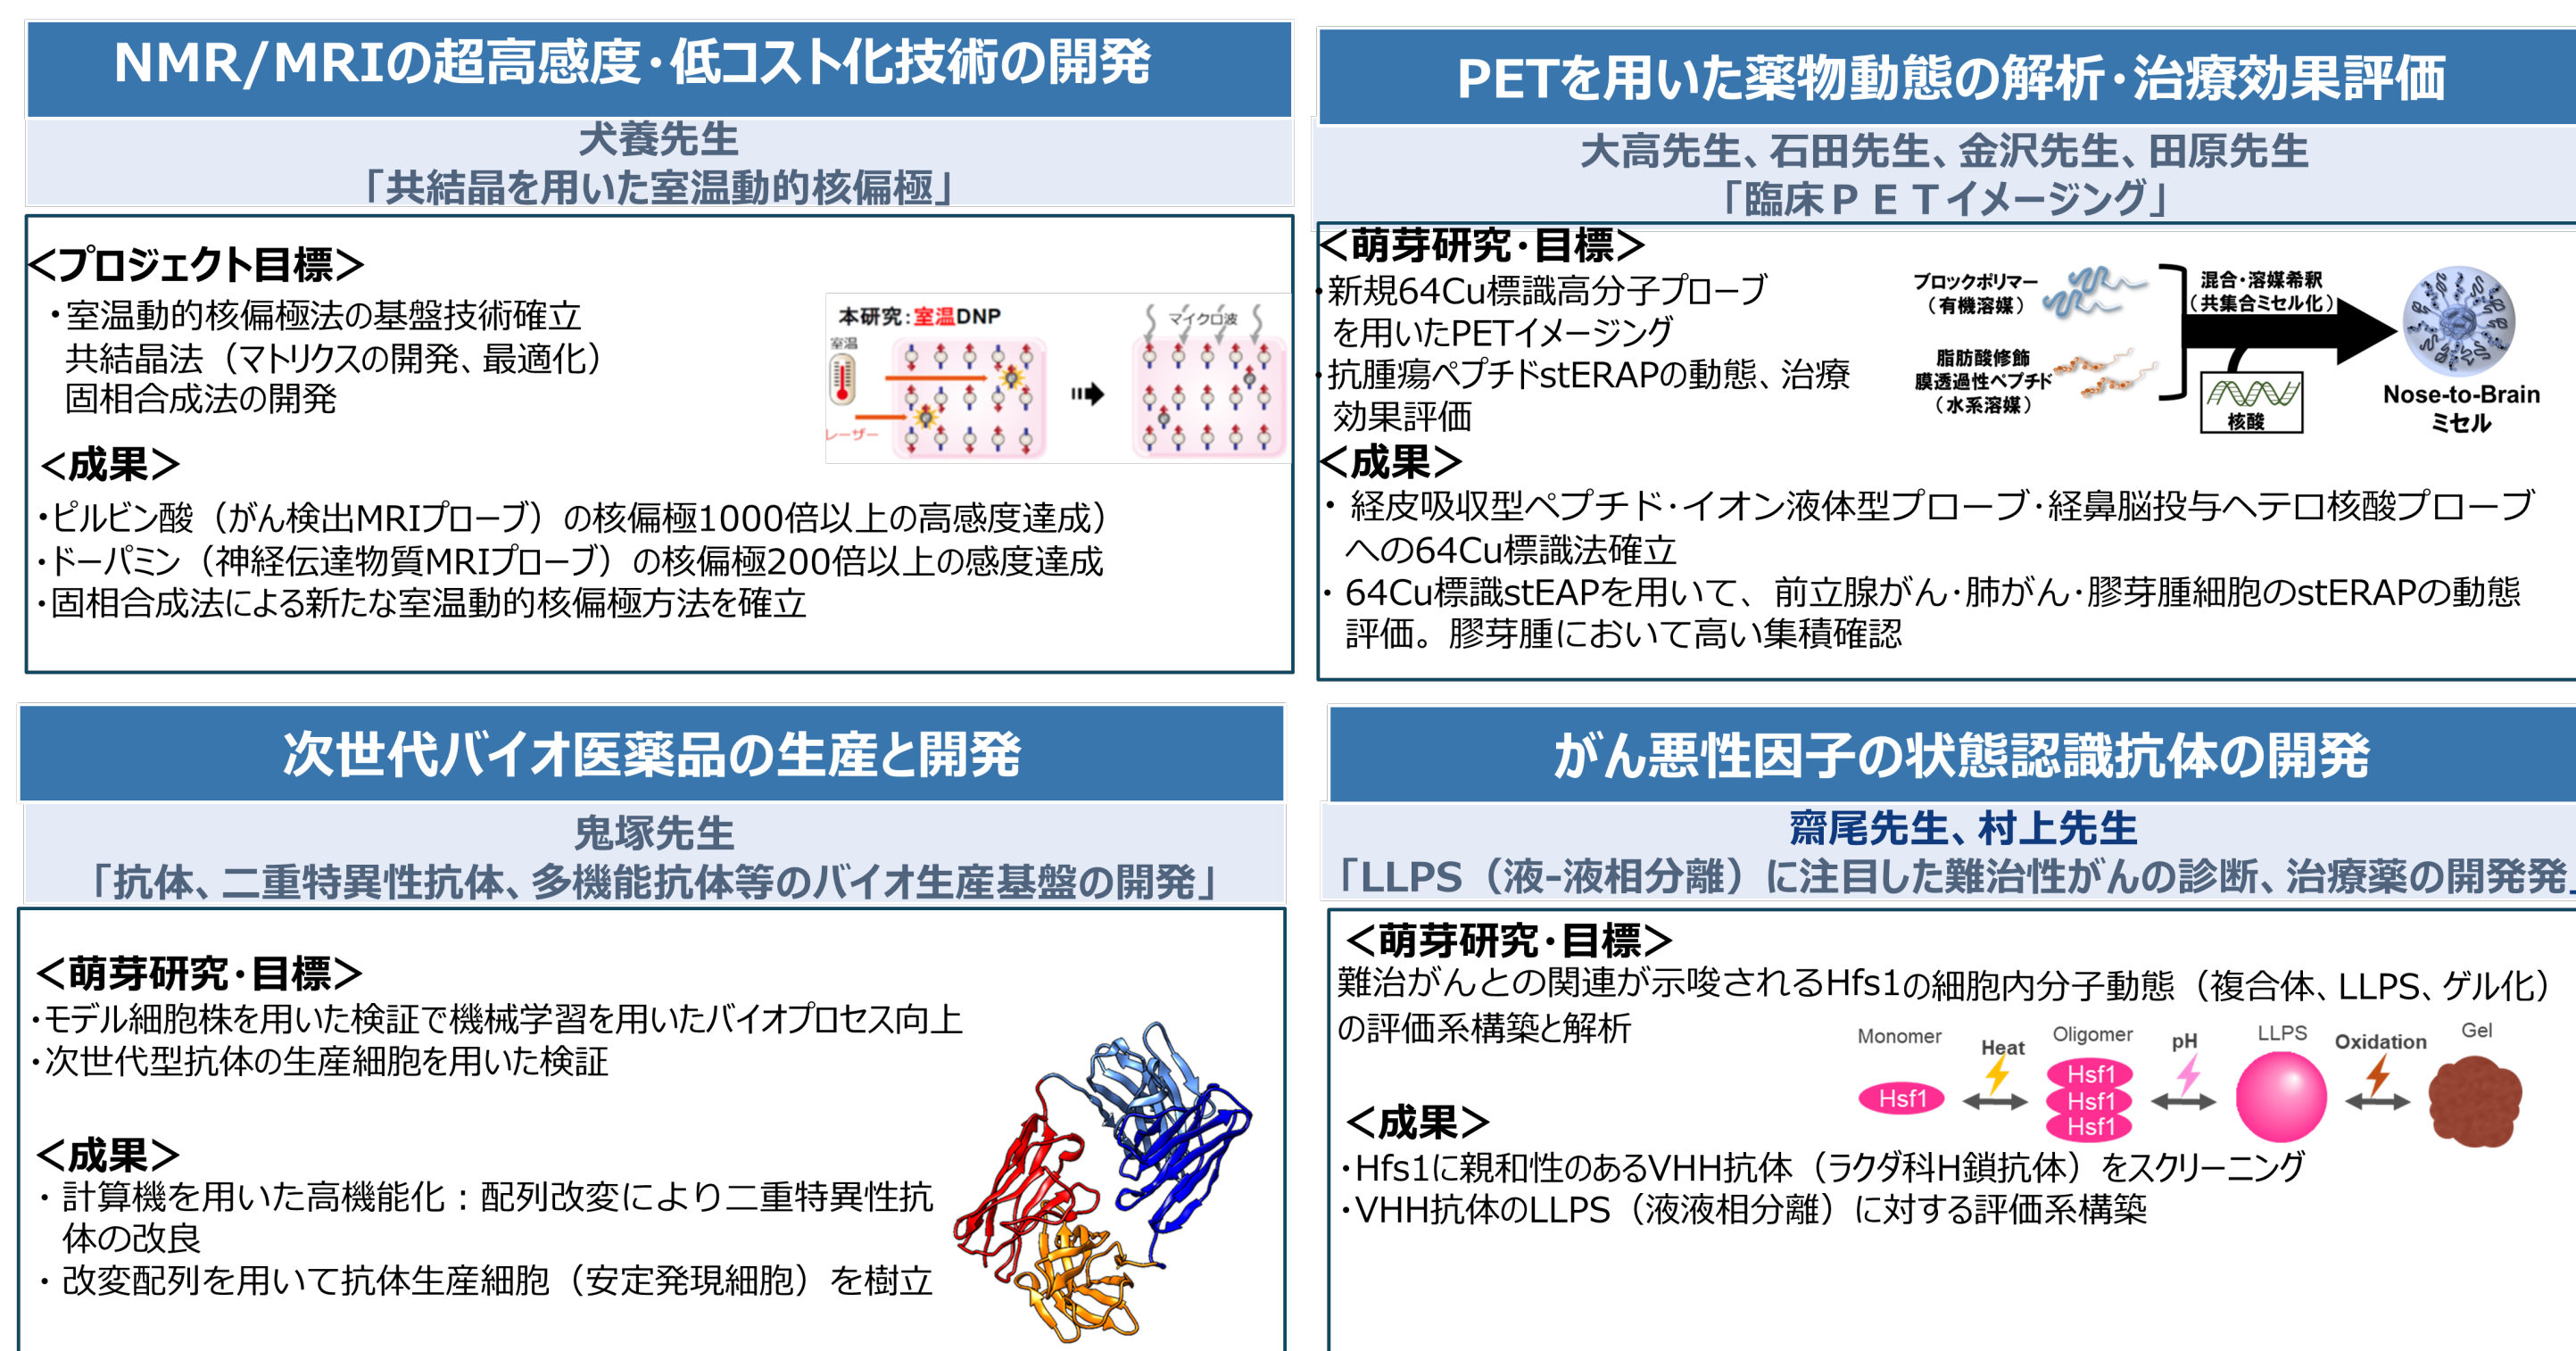 NMR/MRIの超高感度・低コスト化技術の開発
犬養先生
「共結晶を用いた室温動的核偏極」
＜プロジェクト目標＞
・室温動的核偏極法の基盤技術確立
共結晶法（マトリクスの開発、最適化）
固相合成法の開発
本研究：室温DNP
室温
レーザー
マイクロ波
＜成果＞
・ピルビン酸（がん検出MRIプローブ）の核偏極1000倍以上の高感度達成）
・ドーパミン（神経伝達物質MRIプローブ）の核偏極200倍以上の感度達成
・固相合成法による新たな室温動的核偏極方法を確立
PETを用いた薬物動態の解析・治療効果評価
大高先生、石田先生、金沢先生、田原先生
「臨床ＰＥＴイメージング」
＜萌芽研究・目標＞
・新規64Cu標識高分子プローブ
を用いたPETイメージング
・抗腫瘍ペプチドstERAPの動態、治療
効果評価
ブロックポリマー
（有機溶媒）
脂肪酸修飾
膜透過性ペプチド
（水系溶媒）
混合・溶媒希釈
（共集合ミセル化）
核酸
Nose-to-Brain
ミセル
＜成果＞
・ 経皮吸収型ペプチド・イオン液体型プローブ・経鼻脳投与ヘテロ核酸プローブ
への64Cu標識法確立
・ 64Cu標識stEAPを用いて、前立腺がん・肺がん・膠芽腫細胞のstERAPの動態
評価。膠芽腫において高い集積確認
次世代バイオ医薬品の生産と開発
鬼塚先生
「抗体、二重特異性抗体、多機能抗体等のバイオ生産基盤の開発」
＜萌芽研究・目標＞
・モデル細胞株を用いた検証で機械学習を用いたバイオプロセス向上
・次世代型抗体の生産細胞を用いた検証
＜成果＞
・ 計算機を用いた高機能化：配列改変により二重特異性抗
体の改良
・ 改変配列を用いて抗体生産細胞（安定発現細胞）を樹立
がん悪性因子の状態認識抗体の開発
齋尾先生、村上先生
「LLPS（液-液相分離）に注目した難治性がんの診断、治療薬の開発発」
＜萌芽研究・目標＞
難治がんとの関連が示唆されるHfs1の細胞内分子動態（複合体、LLPS、ゲル化）
の評価系構築と解析
Monomer
Heat
Oligomer
pH
LLPS
Oxidation
Gel
Hsf1
Hsf1
Hsf1
Hsf1
＜成果＞
・Hfs1に親和性のあるVHH抗体（ラクダ科H鎖抗体）をスクリーニング
・VHH抗体のLLPS（液液相分離）に対する評価系構築